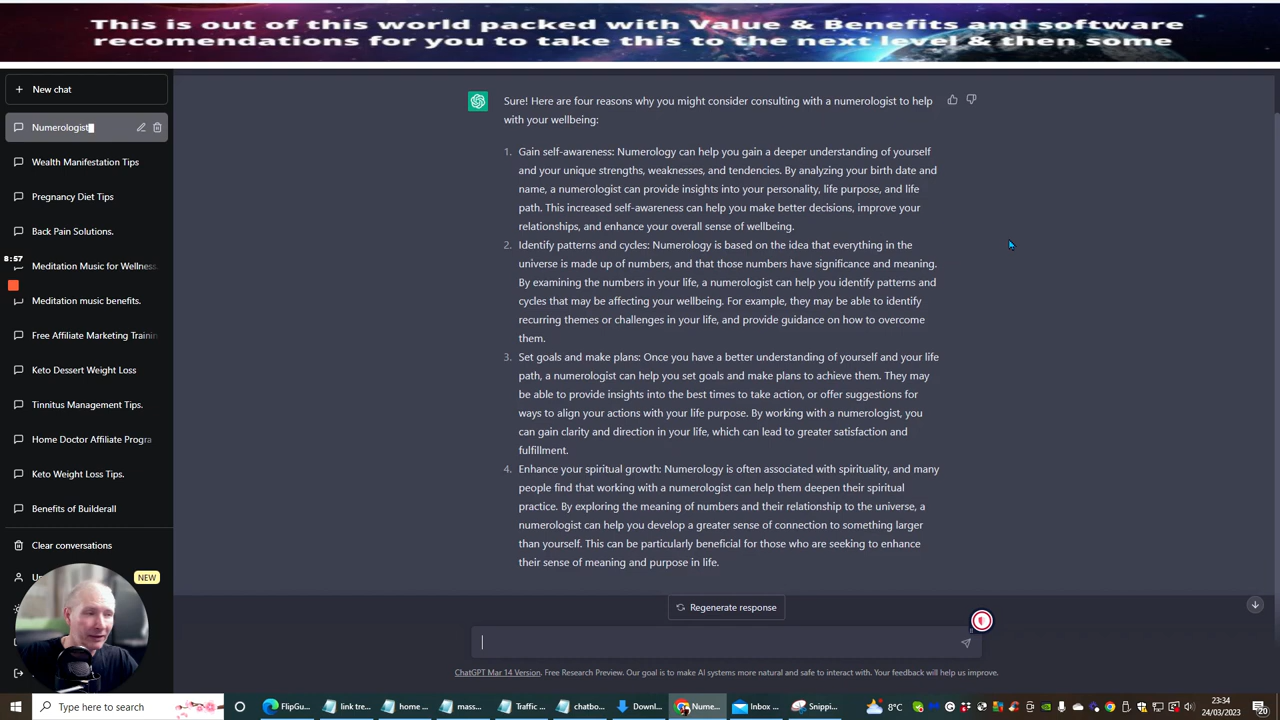 This is out of this world packed with Value & Benefits and software
recomendations for you to take this to the next level & then some
New chat
Numerologist
Wealth Manifestation Tips
Pregnancy Diet Tips
Back Pain Solutions.
8:57
Meditation Music for Wellness.
Meditation music benefits.
Free Affiliate Marketing Trainin
Keto Dessert Weight Loss
Tinnitus Management Tips.
Home Doctor Affiliate Progra
Keto Weight Loss Tips.
Benefits of Builderall
Clear conversations
NEW
Sure! Here are four reasons why you might consider consulting with a numerologist to help
with your wellbeing:
1. Gain self-awareness: Numerology can help you gain a deeper understanding of yourself
and your unique strengths, weaknesses, and tendencies. By analyzing your birth date and
name, a numerologist can provide insights into your personality, life purpose, and life
path. This increased self-awareness can help you make better decisions, improve your
relationships, and enhance your overall sense of wellbeing.
2. Identify patterns and cycles: Numerology is based on the idea that everything in the
universe is made up of numbers, and that those numbers have significance and meaning.
By examining the numbers in your life, a numerologist can help you identify patterns and
cycles that may be affecting your wellbeing. For example, they may be able to identify
recurring themes or challenges in your life, and provide guidance on how to overcome
them.
3. Set goals and make plans: Once you have a better understanding of yourself and your life
path, a numerologist can help you set goals and make plans to achieve them. They may
be able to provide insights into the best times to take action, or offer suggestions for
ways to align your actions with your life purpose. By working with a numerologist, you
can gain clarity and direction in your life, which can lead to greater satisfaction and
fulfillment.
4. Enhance your spiritual growth: Numerology is often associated with spirituality, and many
people find that working with a numerologist can help them deepen their spiritual
practice. By exploring the meaning of numbers and their relationship to the universe, a
numerologist can help you develop a greater sense of connection to something larger
than yourself. This can be particularly beneficial for those who are seeking to enhance
their sense of meaning and purpose in life.
Regenerate response
ChatGPT Mar 14 Version. Free Research Preview. Our goal is to make AI systems more natural and safe to interact with. Your feedback will help us improve.
Type here to search
FlipGu...
link tre...
home ...
mass...
Traffic ...
chatbo...
Downl...
Nume...
Inbox ...
Snippi...
8°C
23:34
24/03/2023
20